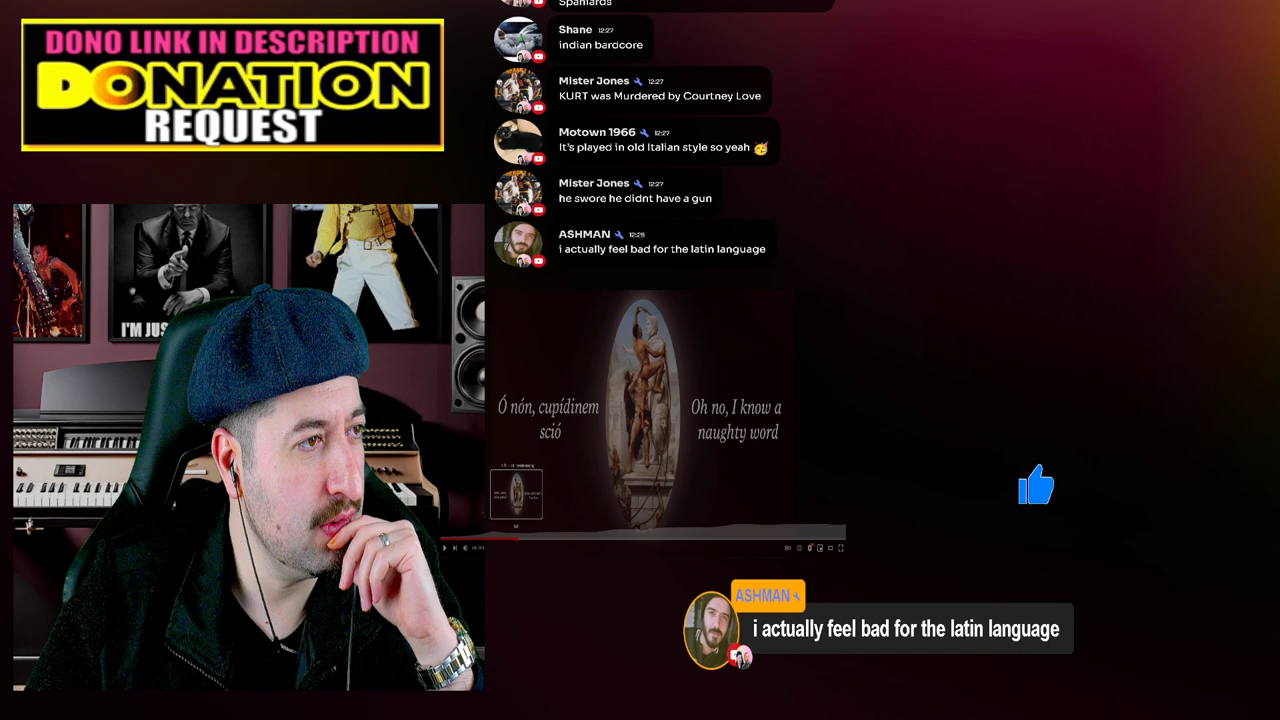 DONO LINK IN DESCRIPTION
DONATION
REQUEST
Spaniards
Shane 12:27
indian bardcore
Mister Jones 12:27
KURT was Murdered by Courtney Love
Motown 1966 12:27
It's played in old Italian style so yeah 🥳
Mister Jones 12:27
he swore he didnt have a gun
ASHMAN 12:28
i actually feel bad for the latin language
I'M JUS
Ó nón, cupídinem
sció
Oh no, I know a
naughty word
ASHMAN
i actually feel bad for the latin language